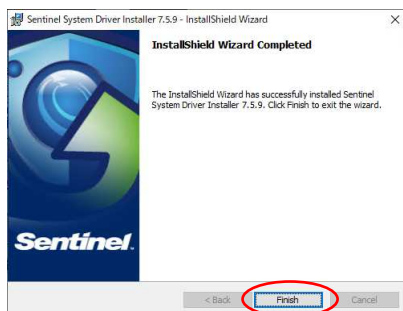 Sentinel System Driver Installer 7.5.9 - InstallShield Wizard
InstallShield Wizard Completed
The InstallShield Wizard has successfully installed Sentinel
System Driver Installer 7.5.9. Click Finish to exit the wizard.
Sentinel.
< Back
Finish
Cancel